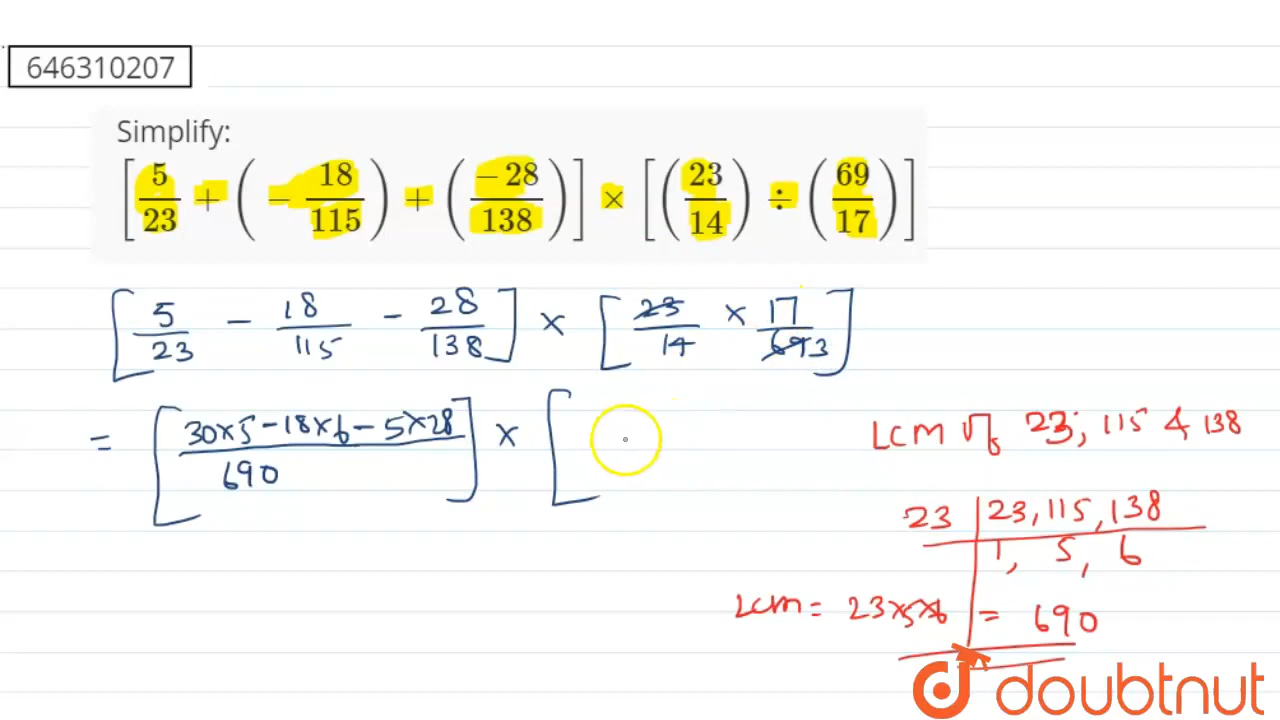 646310207
Simplify:
[5/23 + (− 18/115) + (−28/138)] × [(23/14) ÷ (69/17)]
[5/23 − 18/115 − 28/138] × [23/14 × 17/69 3]
= [30×5 − 18×6 − 5×28 / 690] × [
LCM of 23, 115 & 138
23 | 23, 115, 138
1, 5, 6
LCM = 23×5×6 = 690
doubtnut